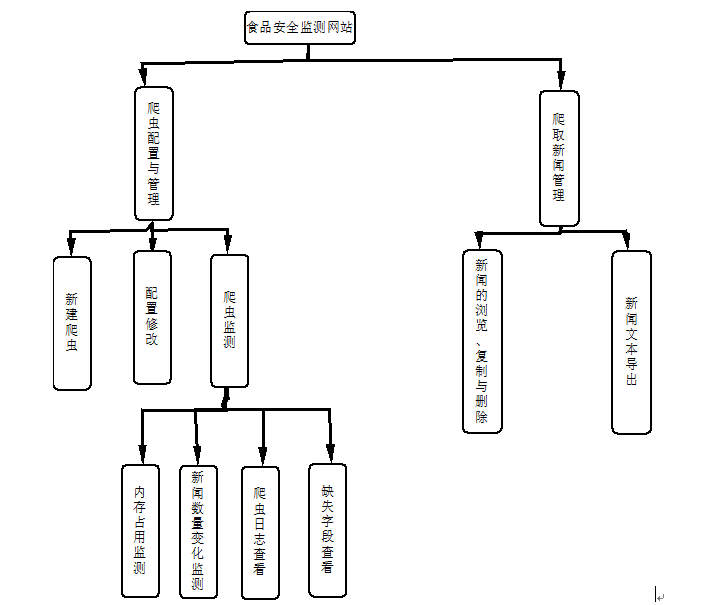 食品安全监测网站
爬虫配置与管理
爬取新闻管理
新建爬虫
配置修改
爬虫监测
新闻的浏览、复制与删除
新闻文本导出
内存占用监测
新闻数量变化监测
爬虫日志查看
缺失字段查看